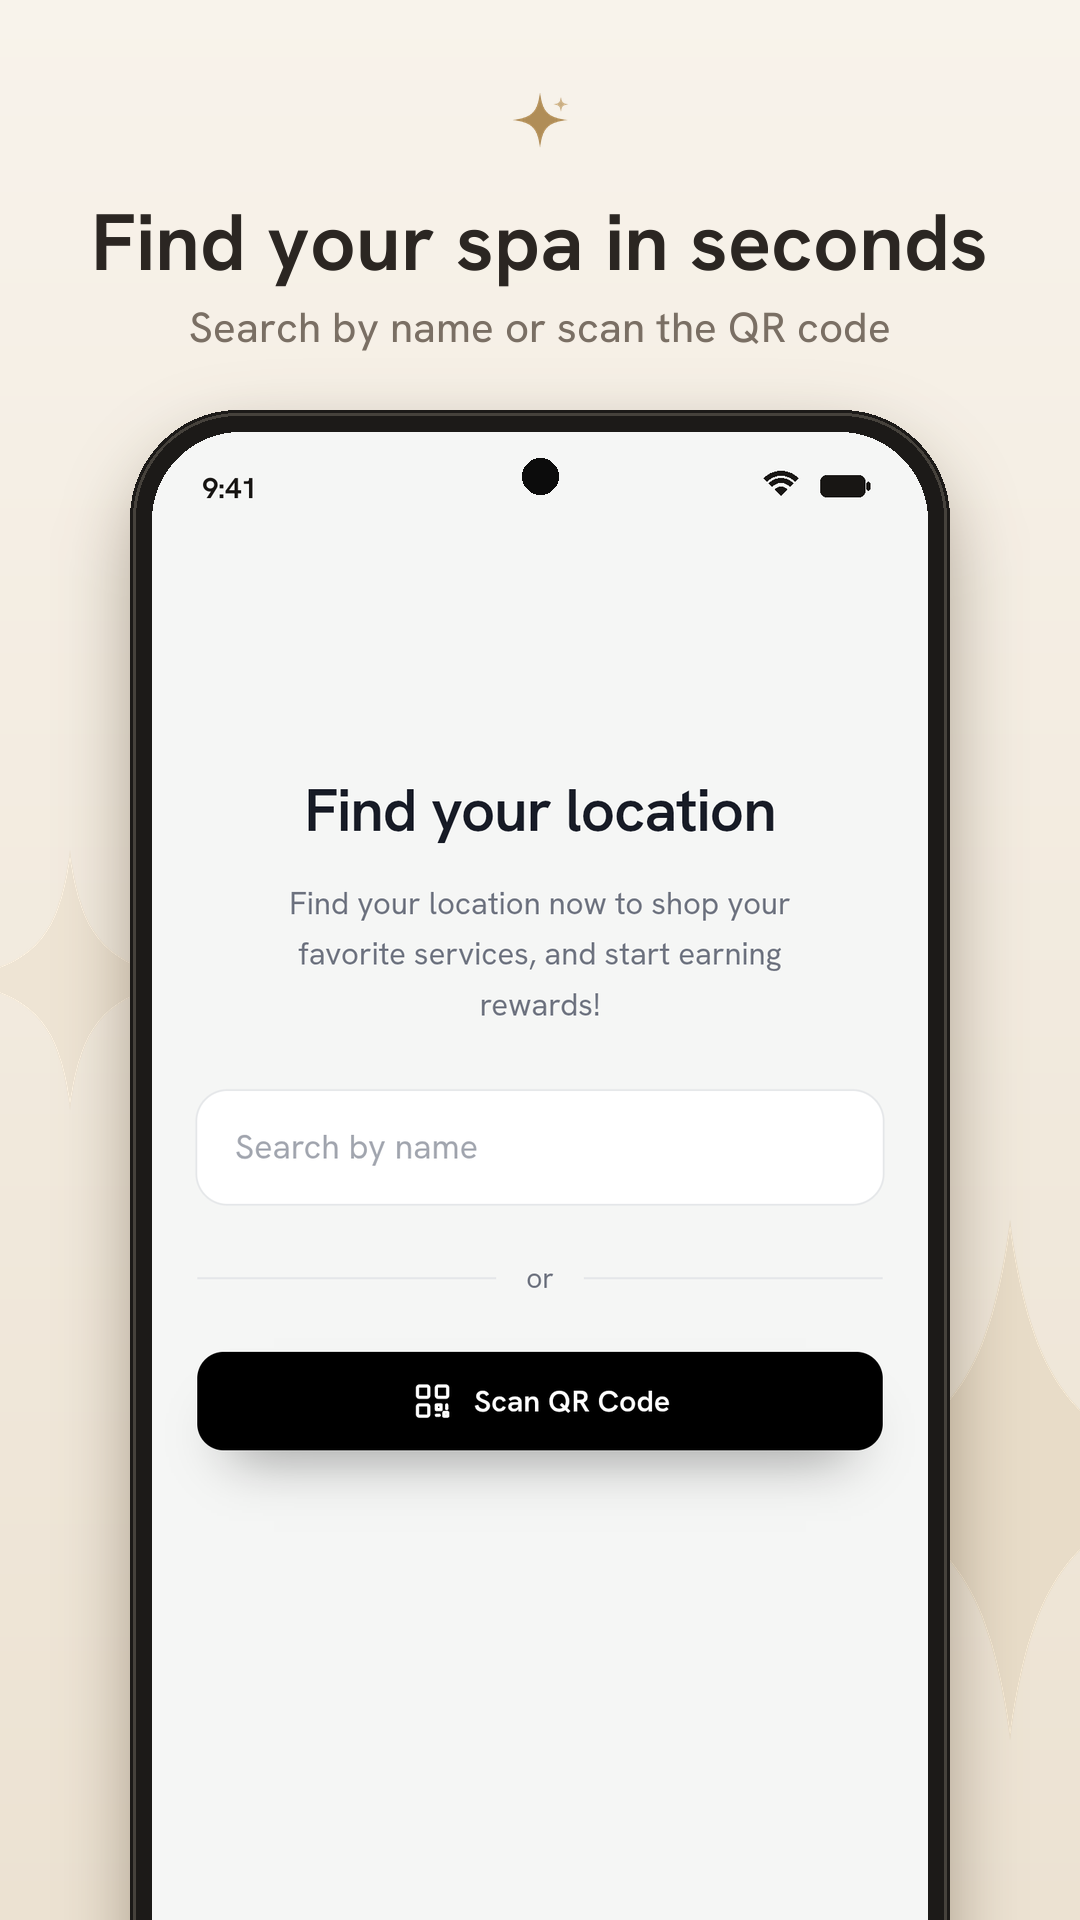 Find your spa in seconds
Search by name or scan the QR code
9:41
Find your location
Find your location now to shop your
favorite services, and start earning
rewards!
Search by name
or
Scan QR Code